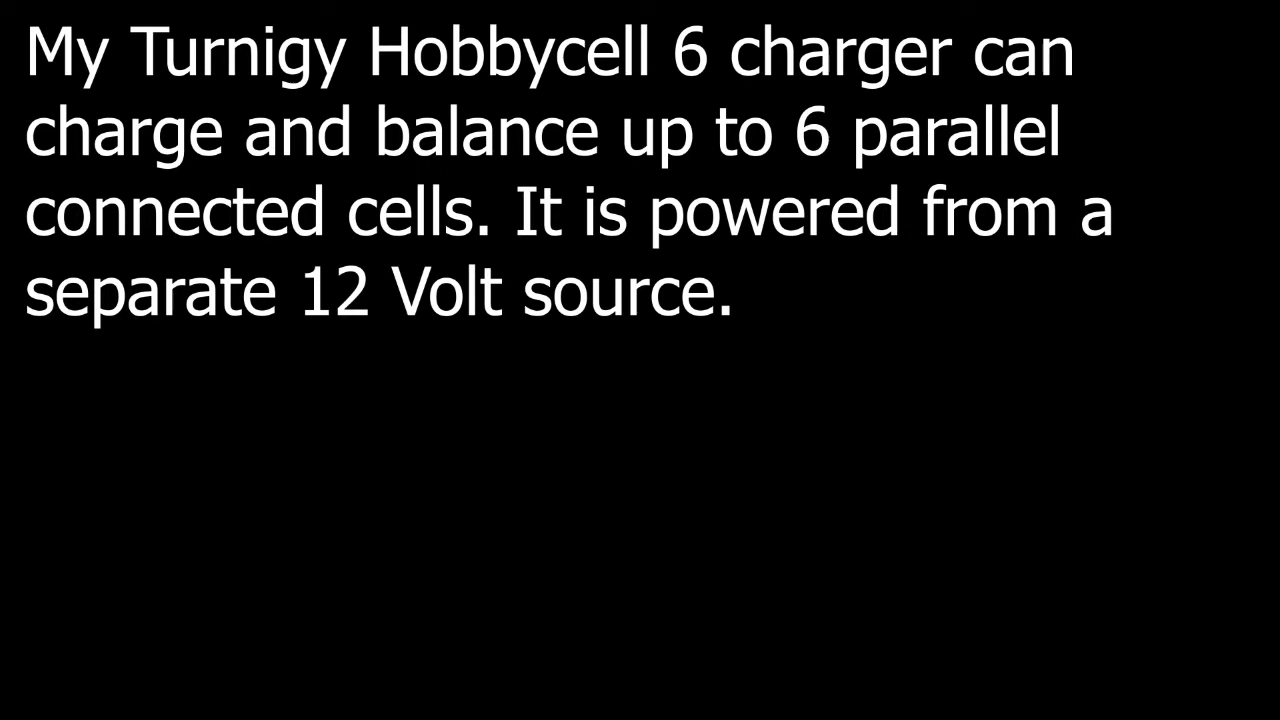 My Turnigy Hobbycell 6 charger can
charge and balance up to 6 parallel
connected cells. It is powered from a
separate 12 Volt source.